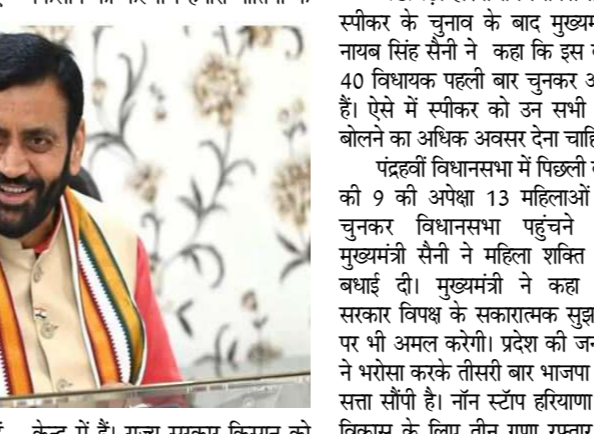 स्पीकर के चुनाव के बाद
नायब सिंह सैनी ने कहा कि इस
40 विधायक पहली बार चुनकर
हैं। ऐसे में स्पीकर को उन सभी
बोलने का अधिक अवसर देना
पंद्रहवीं विधानसभा में पिछली
की 9 की अपेक्षा 13 महिलाओं
चुनकर विधानसभा पहुंचने
मुख्यमंत्री सैनी ने महिला शक्ति
बधाई दी। मुख्यमंत्री ने कहा
सरकार विपक्ष के सकारात्मक
पर भी अमल करेगी। प्रदेश की
ने भरोसा करके तीसरी बार भाजपा
सत्ता सौंपी है। नॉन स्टॉप हरियाणा
विकास के लिए तीन गुणा रफ्तार
केन्द्र में हैं। राज्य सरकार किसान को